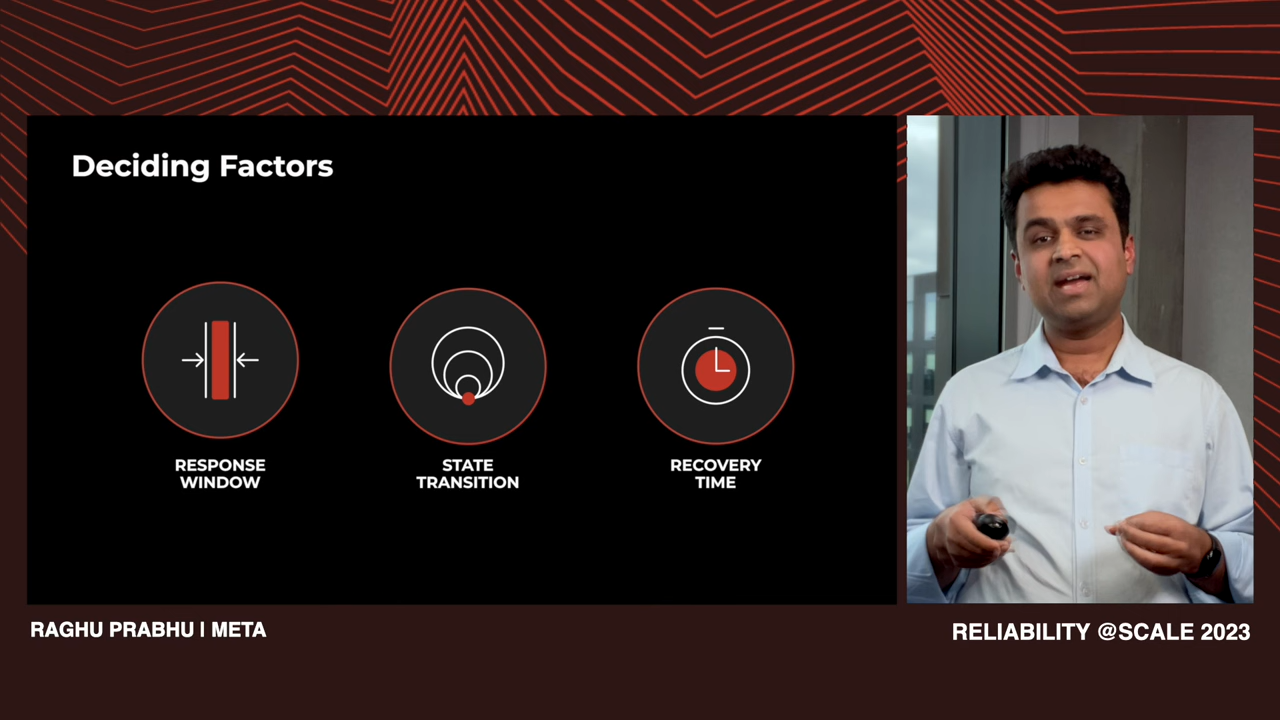 Deciding Factors
RESPONSE
WINDOW
STATE
TRANSITION
RECOVERY
TIME
RAGHU PRABHU | META
RELIABILITY @SCALE 2023